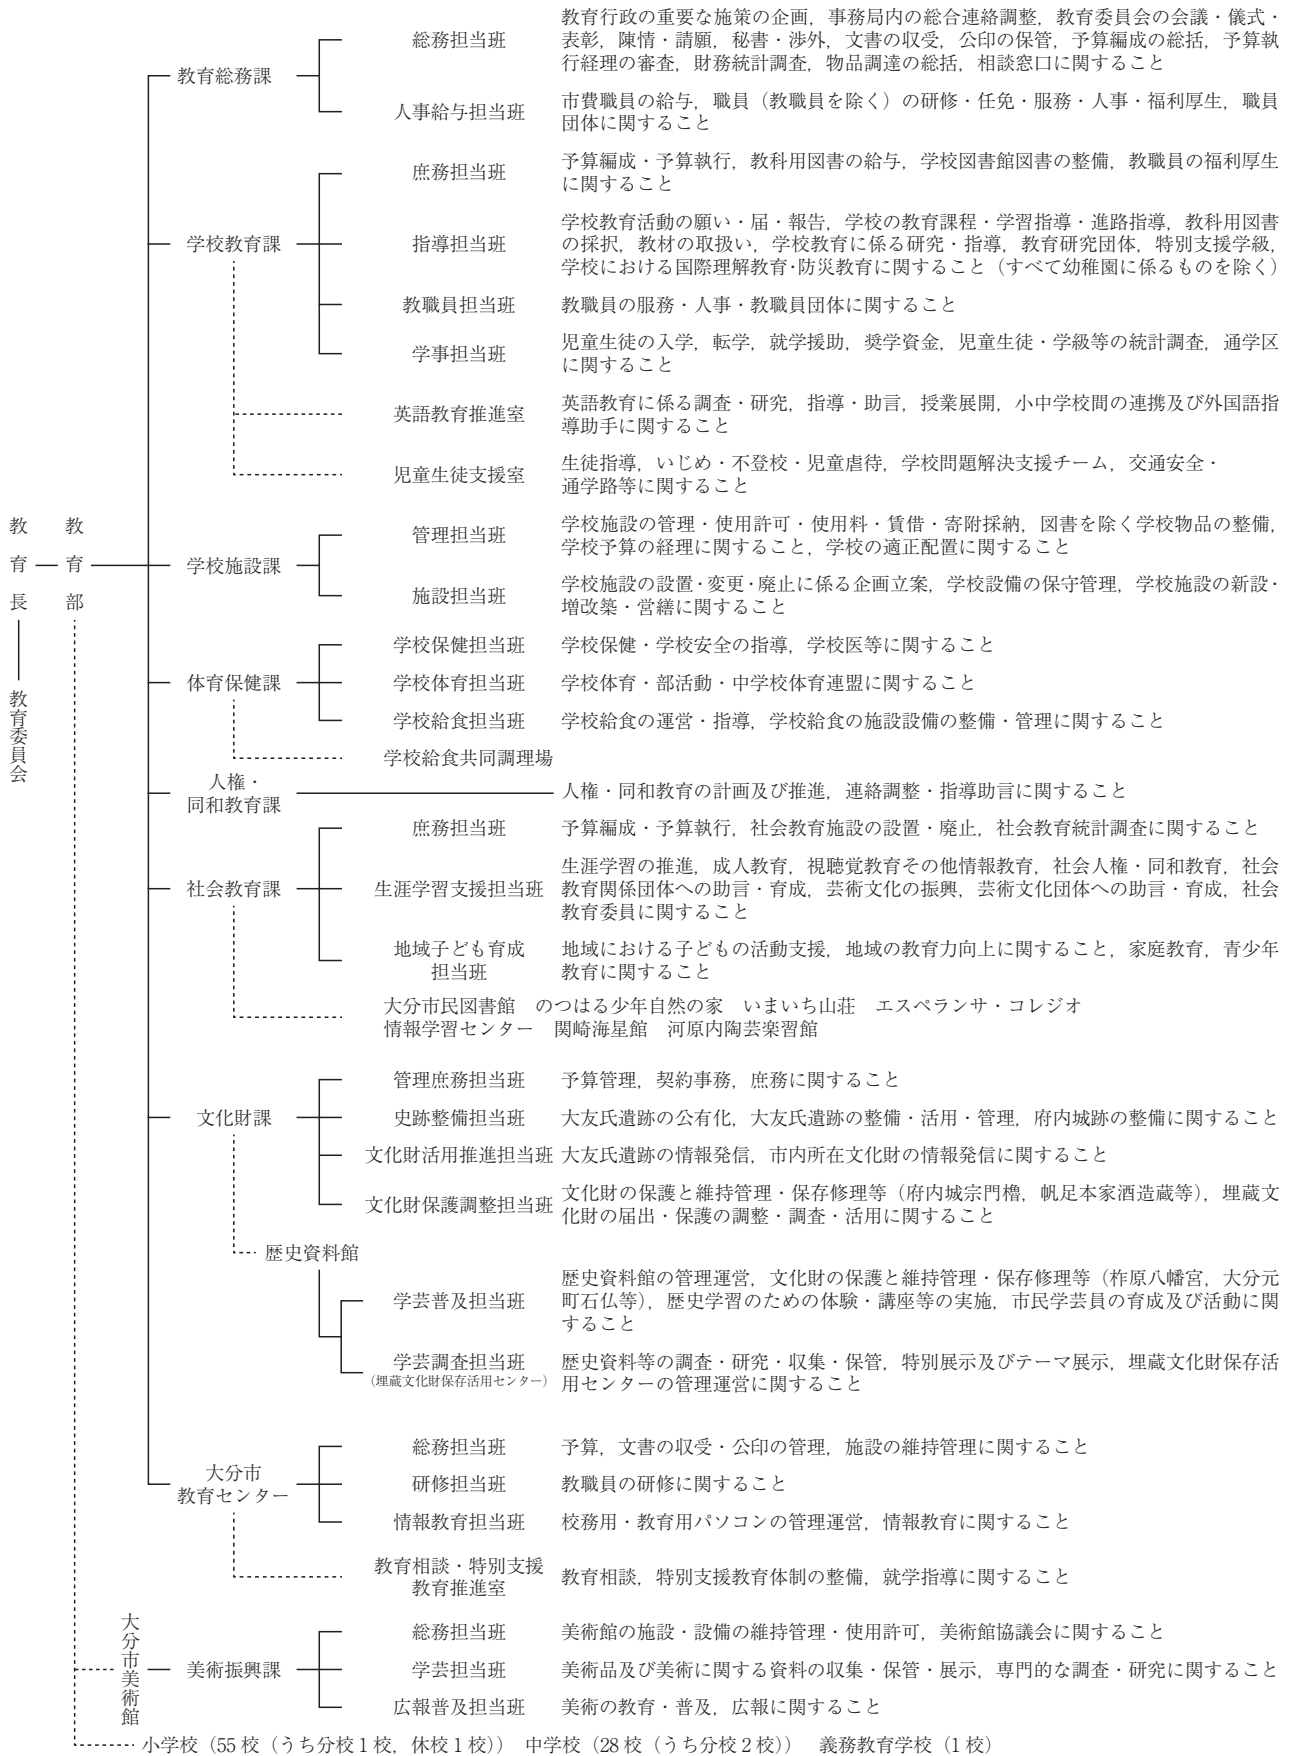 教育長
教育委員会
教育部
教育総務課
総務担当班
教育行政の重要な施策の企画，事務局内の総合連絡調整，教育委員会の会議・儀式・
表彰，陳情・請願，秘書・渉外，文書の収受，公印の保管，予算編成の総括，予算執
行経理の審査，財務統計調査，物品調達の総括，相談窓口に関すること
人事給与担当班
市費職員の給与，職員（教職員を除く）の研修・任免・服務・人事・福利厚生，職員
団体に関すること
学校教育課
庶務担当班
予算編成・予算執行，教科用図書の給与，学校図書館図書の整備，教職員の福利厚生
に関すること
指導担当班
学校教育活動の願い・届・報告，学校の教育課程・学習指導・進路指導，教科用図書
の採択，教材の取扱い，学校教育に係る研究・指導，教育研究団体，特別支援学級，
学校における国際理解教育・防災教育に関すること（すべて幼稚園に係るものを除く）
教職員担当班
教職員の服務・人事・教職員団体に関すること
学事担当班
児童生徒の入学，転学，就学援助，奨学資金，児童生徒・学級等の統計調査，通学区
に関すること
英語教育推進室
英語教育に係る調査・研究，指導・助言，授業展開，小中学校間の連携及び外国語指
導助手に関すること
児童生徒支援室
生徒指導，いじめ・不登校・児童虐待，学校問題解決支援チーム，交通安全・
通学路等に関すること
学校施設課
管理担当班
学校施設の管理・使用許可・使用料・賃借・寄附採納，図書を除く学校物品の整備，
学校予算の経理に関すること，学校の適正配置に関すること
施設担当班
学校施設の設置・変更・廃止に係る企画立案，学校設備の保守管理，学校施設の新設・
増改築・営繕に関すること
体育保健課
学校保健担当班
学校保健・学校安全の指導，学校医等に関すること
学校体育担当班
学校体育・部活動・中学校体育連盟に関すること
学校給食担当班
学校給食の運営・指導，学校給食の施設設備の整備・管理に関すること
学校給食共同調理場
人権・
同和教育課
人権・同和教育の計画及び推進，連絡調整・指導助言に関すること
社会教育課
庶務担当班
予算編成・予算執行，社会教育施設の設置・廃止，社会教育統計調査に関すること
生涯学習支援担当班
生涯学習の推進，成人教育，視聴覚教育その他情報教育，社会人権・同和教育，社会
教育関係団体への助言・育成，芸術文化の振興，芸術文化団体への助言・育成，社会
教育委員に関すること
地域子ども育成
担当班
地域における子どもの活動支援，地域の教育力向上に関すること，家庭教育，青少年
教育に関すること
大分市民図書館　のつはる少年自然の家　いまいち山荘　エスペランサ・コレジオ
情報学習センター　関崎海星館　河原内陶芸楽習館
文化財課
管理庶務担当班
予算管理，契約事務，庶務に関すること
史跡整備担当班
大友氏遺跡の公有化，大友氏遺跡の整備・活用・管理，府内城跡の整備に関すること
文化財活用推進担当班
大友氏遺跡の情報発信，市内所在文化財の情報発信に関すること
文化財保護調整担当班
文化財の保護と維持管理・保存修理等（府内城宗門櫓，帆足本家酒造蔵等），埋蔵文
化財の届出・保護の調整・調査・活用に関すること
歴史資料館
学芸普及担当班
歴史資料館の管理運営，文化財の保護と維持管理・保存修理等（柞原八幡宮，大分元
町石仏等），歴史学習のための体験・講座等の実施，市民学芸員の育成及び活動に関
すること
学芸調査担当班
（埋蔵文化財保存活用センター）
歴史資料等の調査・研究・収集・保管，特別展示及びテーマ展示，埋蔵文化財保存活
用センターの管理運営に関すること
大分市
教育センター
総務担当班
予算，文書の収受・公印の管理，施設の維持管理に関すること
研修担当班
教職員の研修に関すること
情報教育担当班
校務用・教育用パソコンの管理運営，情報教育に関すること
教育相談・特別支援
教育推進室
教育相談，特別支援教育体制の整備，就学指導に関すること
大分市美術館
美術振興課
総務担当班
美術館の施設・設備の維持管理・使用許可，美術館協議会に関すること
学芸担当班
美術品及び美術に関する資料の収集・保管・展示，専門的な調査・研究に関すること
広報普及担当班
美術の教育・普及，広報に関すること
小学校（55校（うち分校１校，休校１校））　中学校（28校（うち分校２校））　義務教育学校（1校）